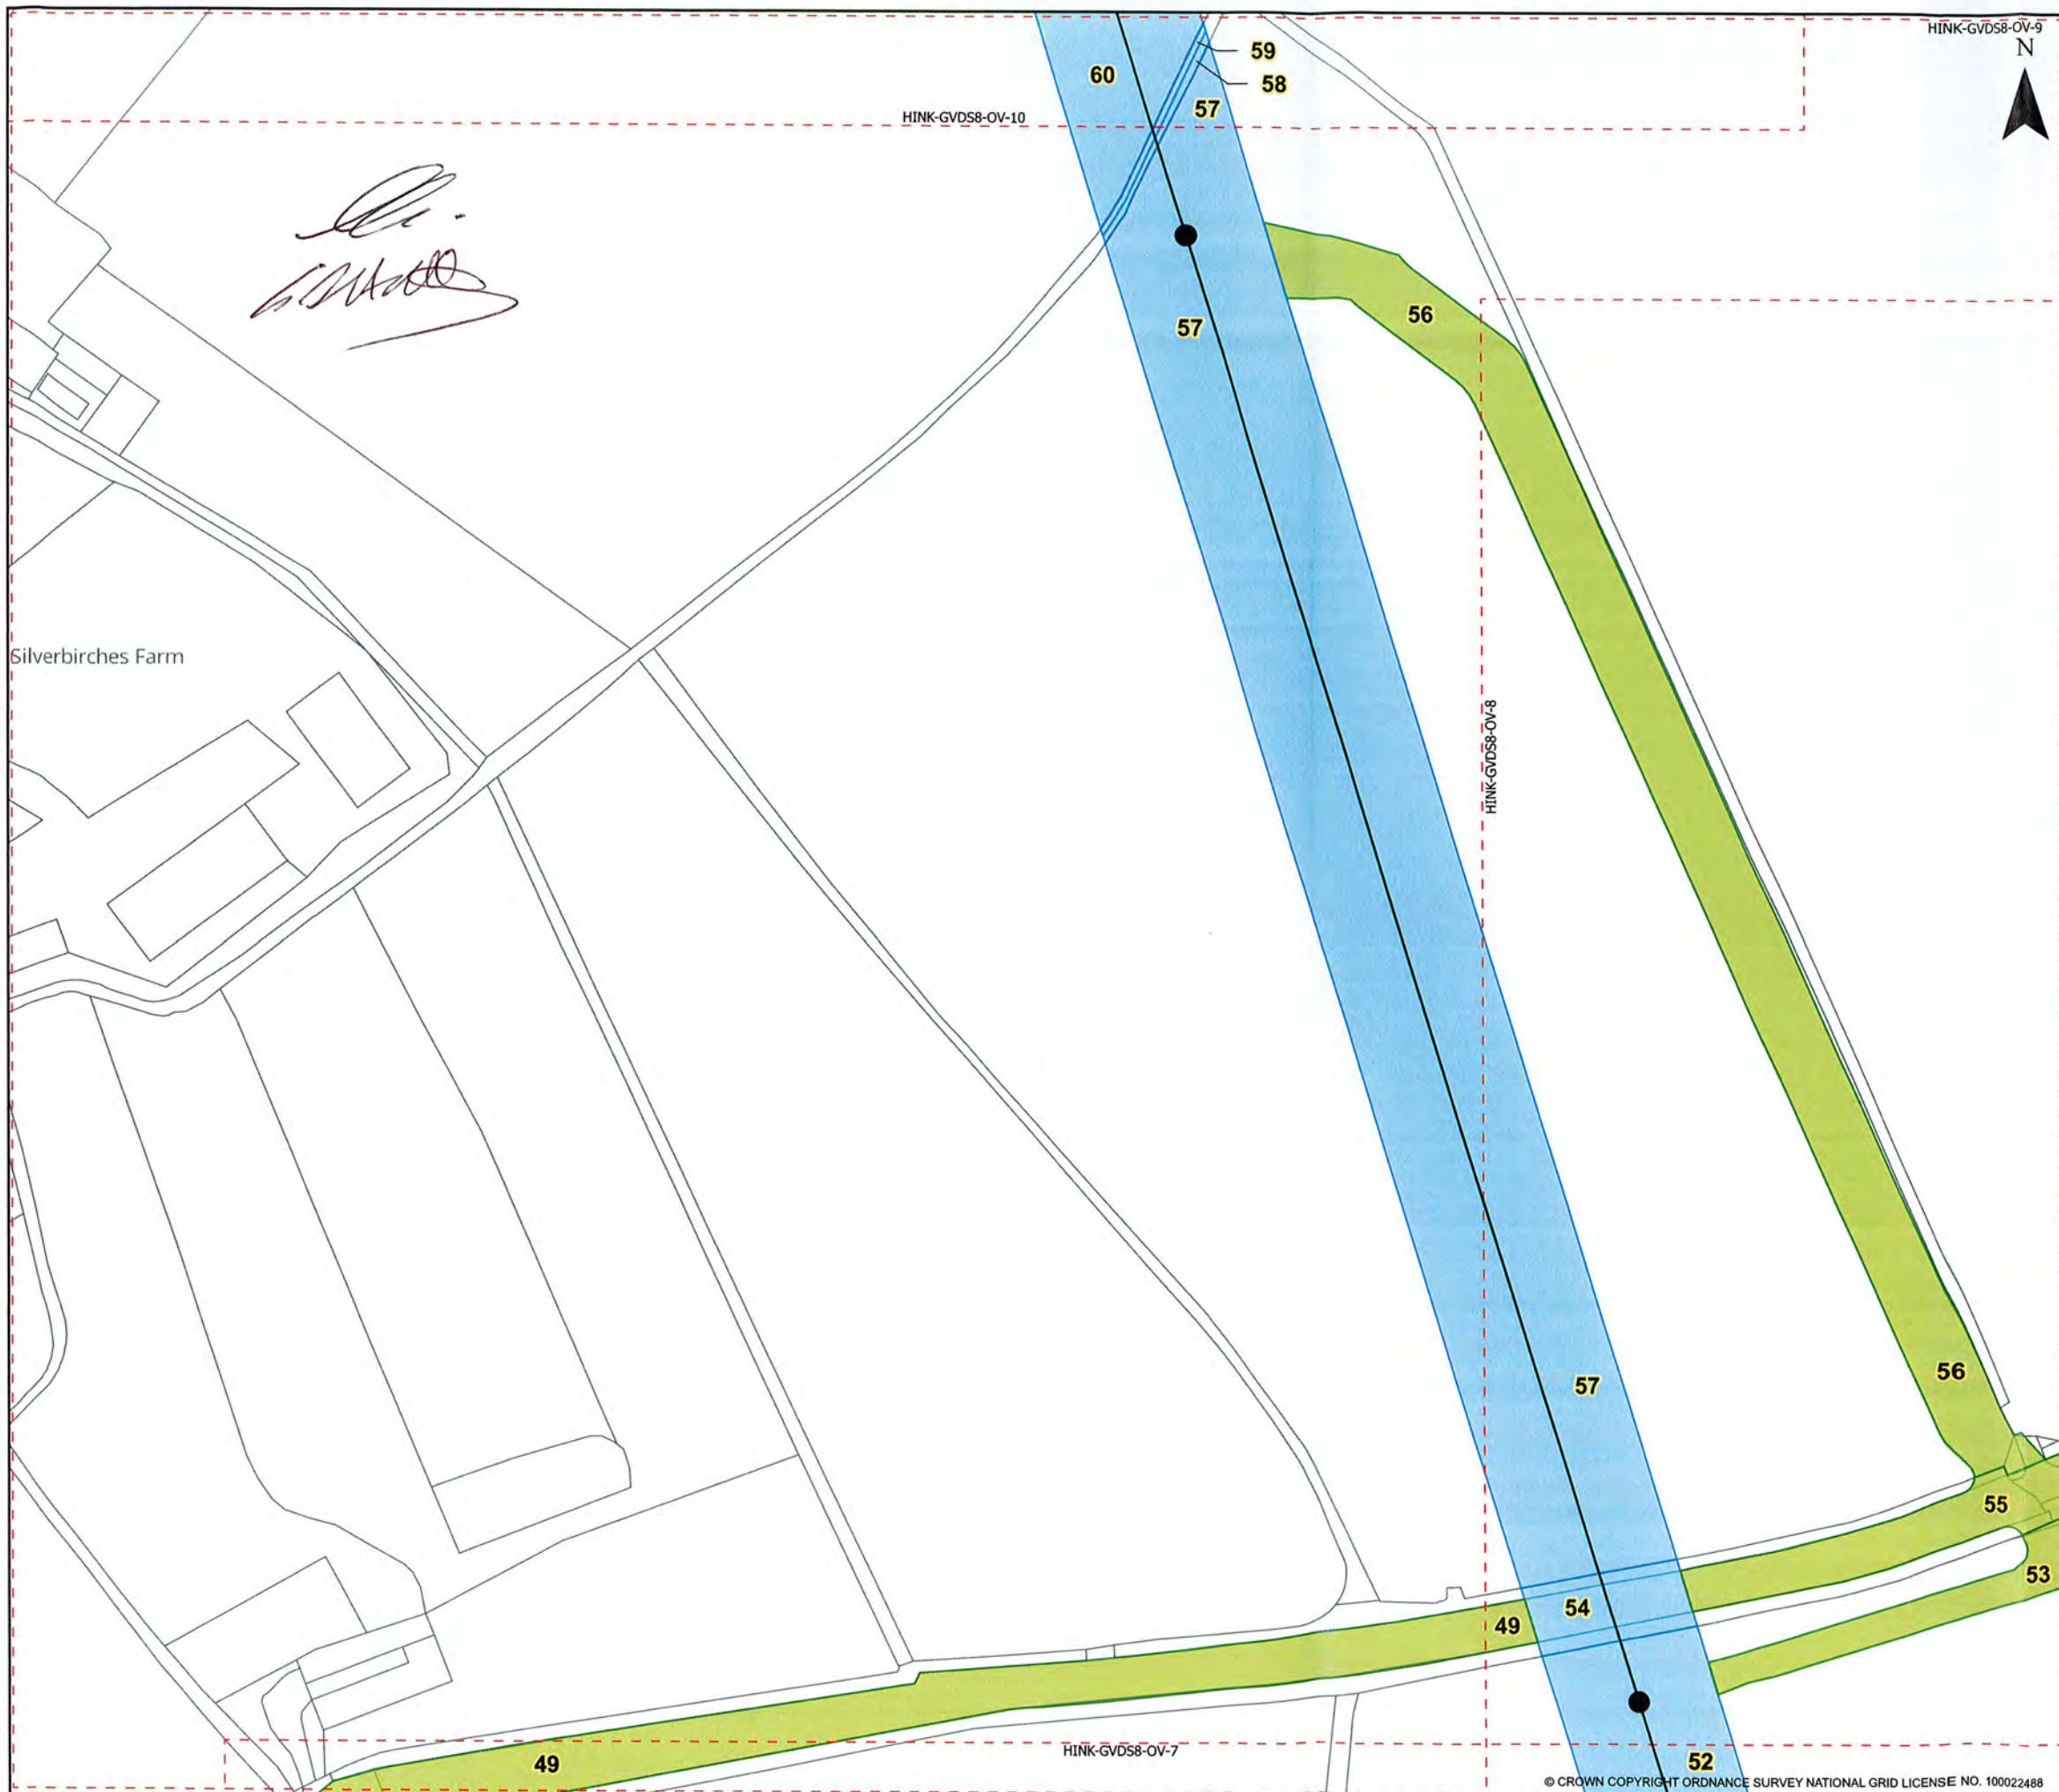 HINK-GVDS8-OV-9
N
59
60
58
57
HINK-GVDS8-OV-10
56
57
Silverbirches Farm
HINK-GVDS8-OV-8
56
57
55
53
54
49
HINK-GVDS8-OV-7
49
52
© CROWN COPYRIGHT ORDNANCE SURVEY NATIONAL GRID LICENSE NO. 100022488